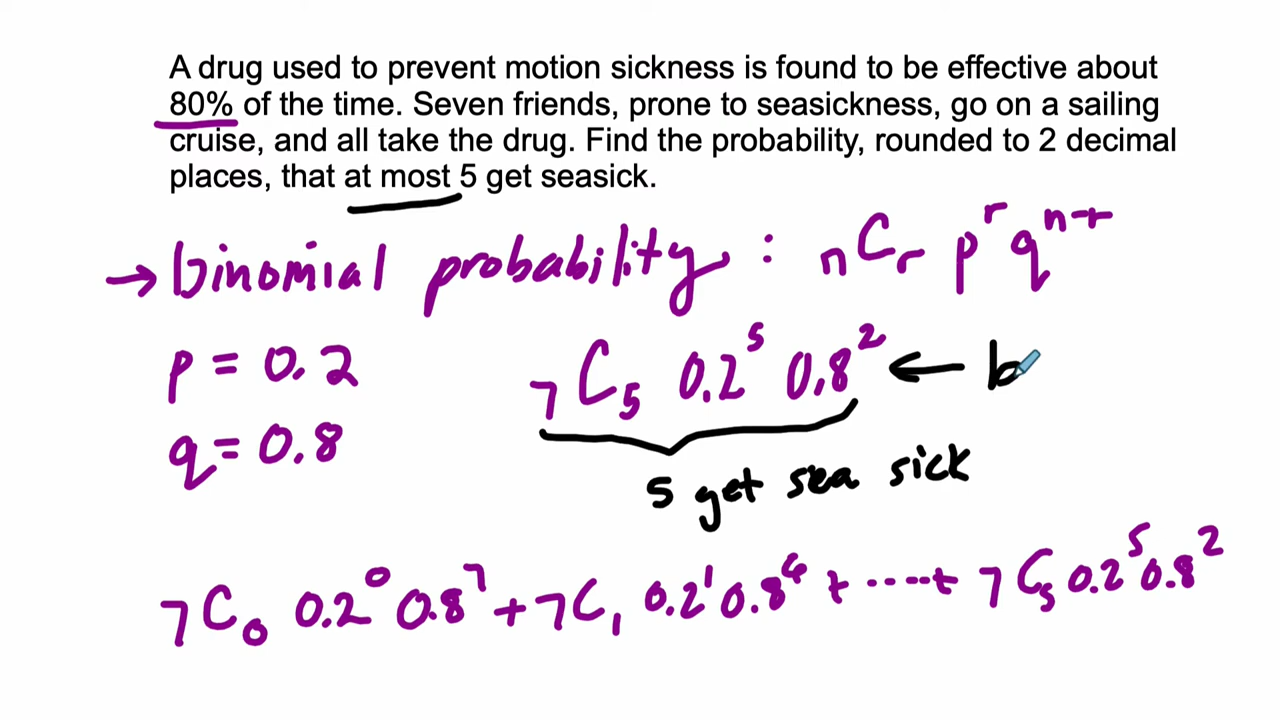 A drug used to prevent motion sickness is found to be effective about
80% of the time. Seven friends, prone to seasickness, go on a sailing
cruise, and all take the drug. Find the probability, rounded to 2 decimal
places, that at most 5 get seasick.
→ binomial probability : nCr p^r q^n-r
p = 0.2
7C5 0.2^5 0.8^2 ← b
q = 0.8
5 get sea sick
7C0 0.2^0 0.8^7 + 7C1 0.2^1 0.8^6 + ..... + 7C5 0.2^5 0.8^2